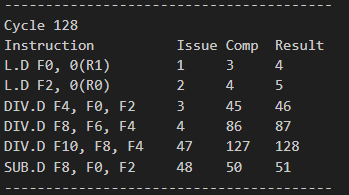 ----------------------------------------
Cycle 128
Instruction Issue Comp Result
L.D F0, 0(R1) 1 3 4
L.D F2, 0(R0) 2 4 5
DIV.D F4, F0, F2 3 45 46
DIV.D F8, F6, F4 4 86 87
DIV.D F10, F8, F4 47 127 128
SUB.D F8, F0, F2 48 50 51
----------------------------------------